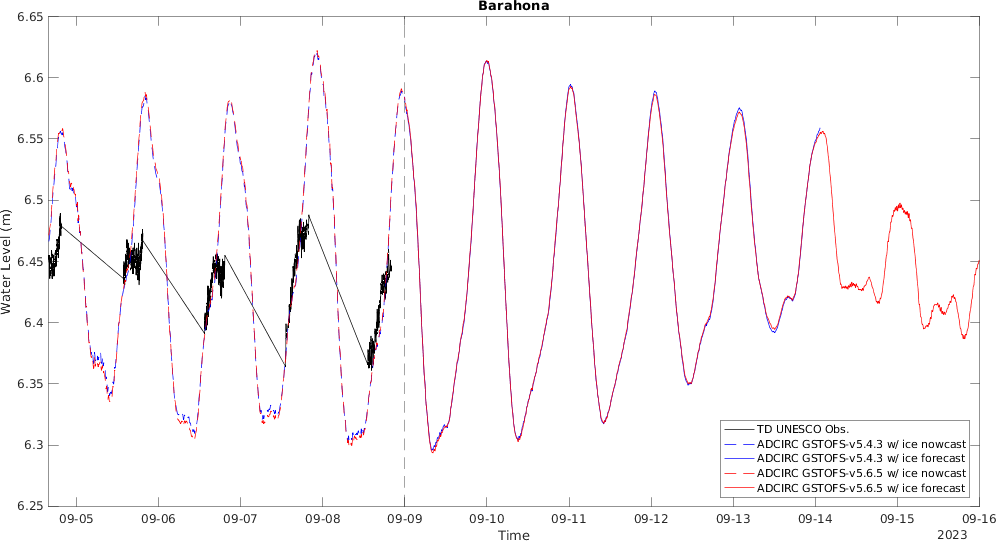 Barahona
6.65
6.6
6.55
6.5
6.45
6.4
6.35
6.3
6.25
Water Level (m)
TD UNESCO Obs.
ADCIRC GSTOFS-v5.4.3 w/ ice nowcast
ADCIRC GSTOFS-v5.4.3 w/ ice forecast
ADCIRC GSTOFS-v5.6.5 w/ ice nowcast
ADCIRC GSTOFS-v5.6.5 w/ ice forecast
09-05 09-06 09-07 09-08 09-09 09-10 09-11 09-12 09-13 09-14 09-15 09-16
Time
2023